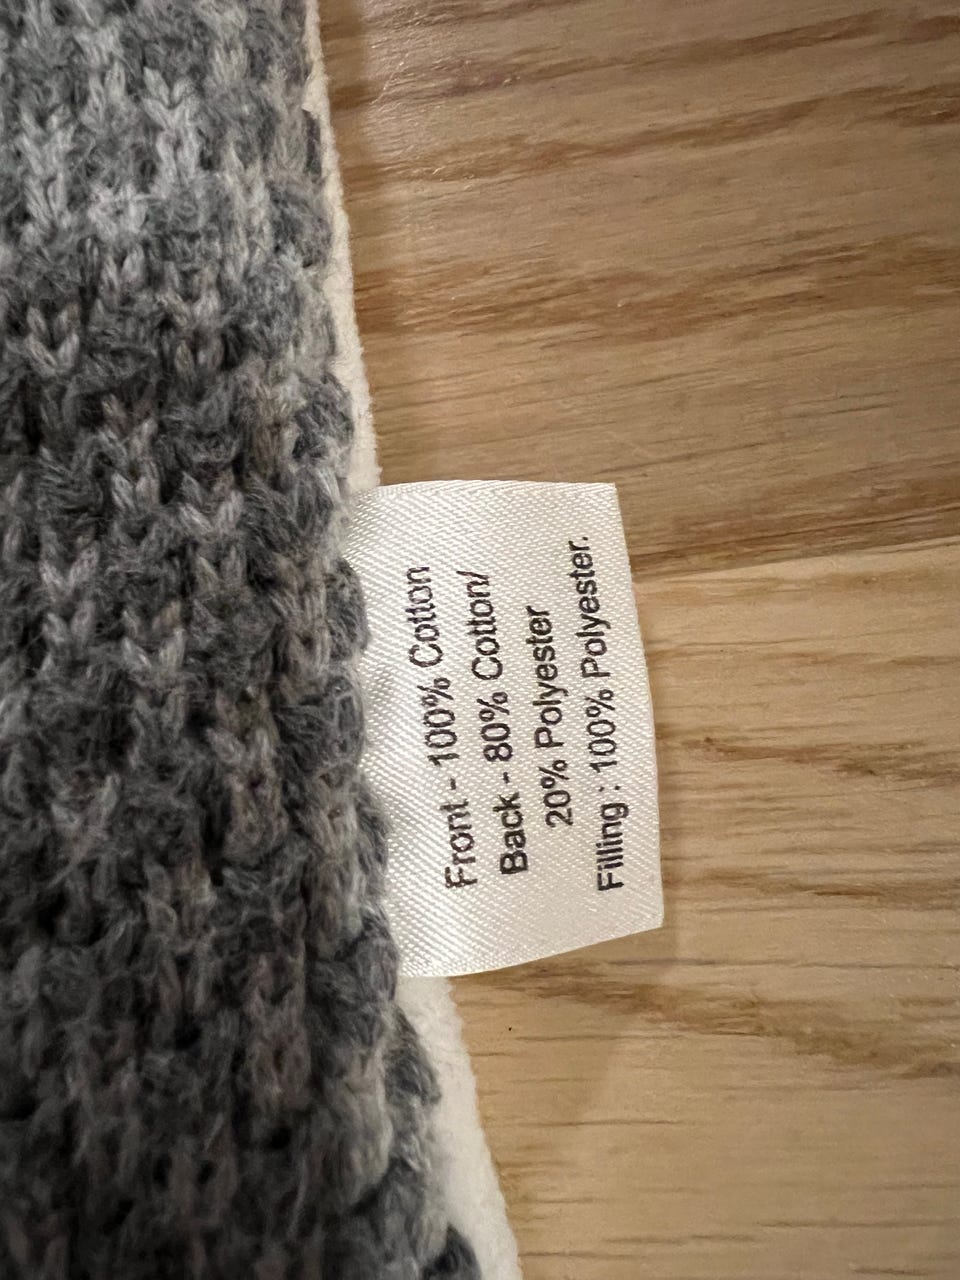 Front - 100% Cotton
Back - 80% Cotton/
20% Polyester
Filling : 100% Polyester.